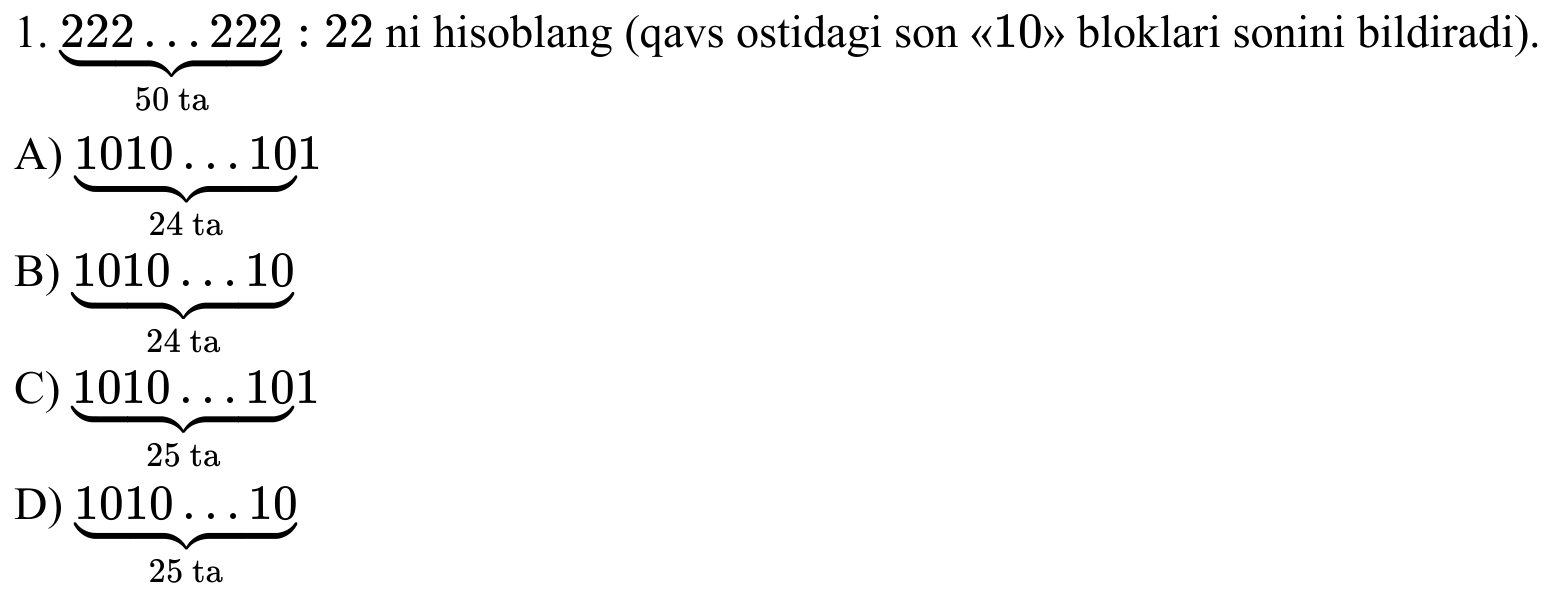 1. 222 . . . 222 : 22 ni hisoblang (qavs ostidagi son «10» bloklari sonini bildiradi).
50 ta
A) 1010 . . . 101
24 ta
B) 1010 . . . 10
24 ta
C) 1010 . . . 101
25 ta
D) 1010 . . . 10
25 ta